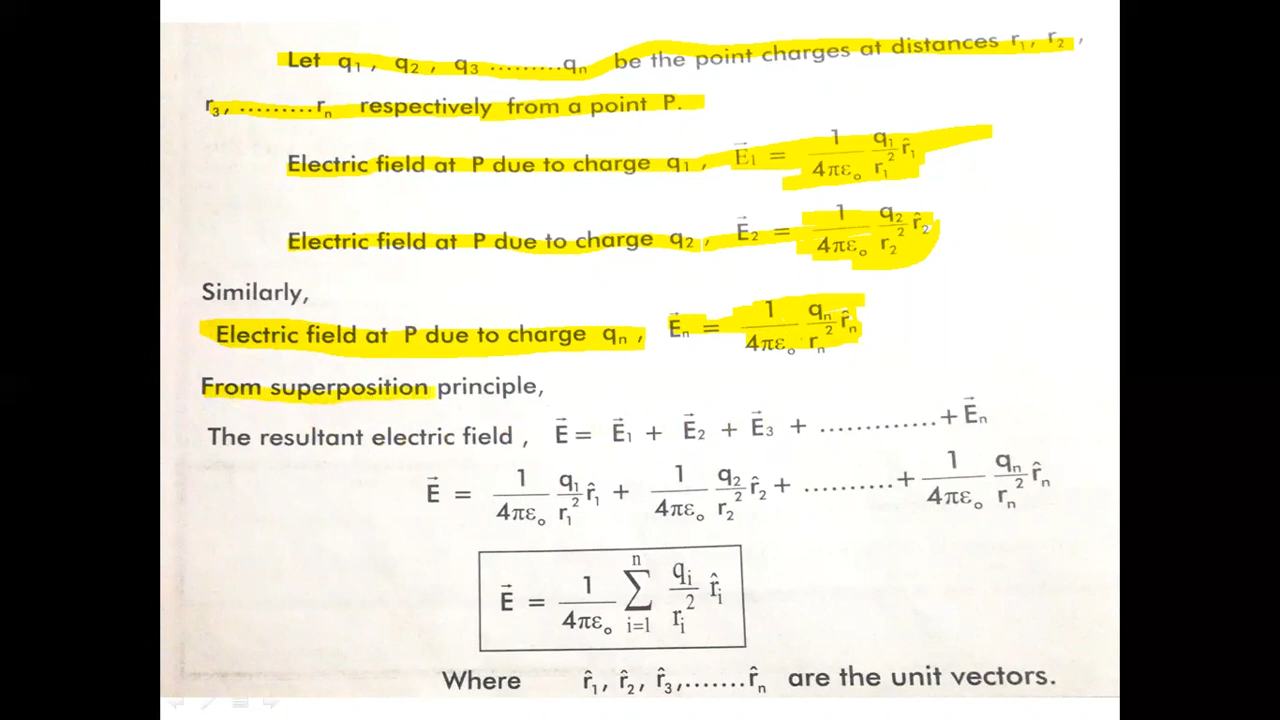 Let q₁ , q₂ , q₃ .........qₙ be the point charges at distances r₁, r₂ ,
r₃, .........rₙ respectively from a point P.
Electric field at P due to charge q₁ , E⃗₁ = 1/4πε₀ q₁/r₁² r̂₁
Electric field at P due to charge q₂ , E⃗₂ = 1/4πε₀ q₂/r₂² r̂₂
Similarly,
Electric field at P due to charge qₙ , E⃗ₙ = 1/4πε₀ qₙ/rₙ² r̂ₙ
From superposition principle,
The resultant electric field , E⃗ = E⃗₁ + E⃗₂ + E⃗₃ + .............+ E⃗ₙ
E⃗ = 1/4πε₀ q₁/r₁² r̂₁ + 1/4πε₀ q₂/r₂² r̂₂ + ..........+ 1/4πε₀ qₙ/rₙ² r̂ₙ
E⃗ = 1/4πε₀ ∑ᵢ₌₁ⁿ qᵢ/rᵢ² r̂ᵢ
Where r̂₁, r̂₂, r̂₃,.......r̂ₙ are the unit vectors.